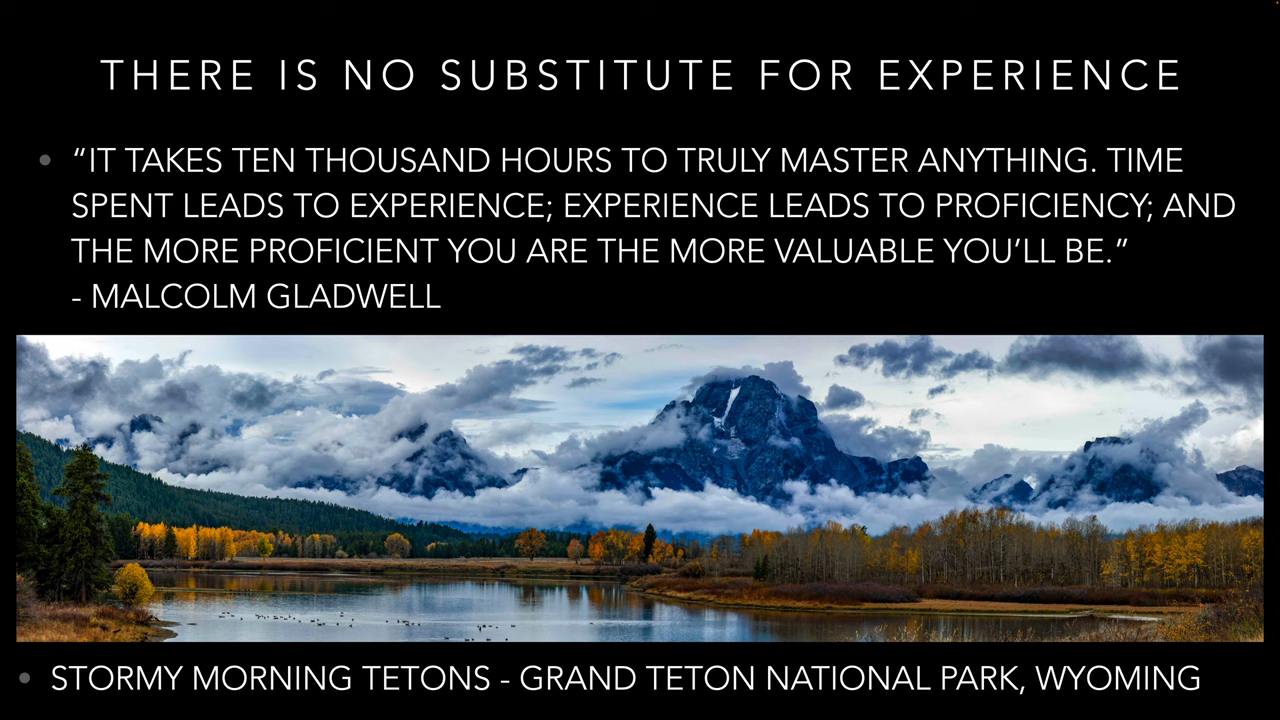 THERE IS NO SUBSTITUTE FOR EXPERIENCE
• “IT TAKES TEN THOUSAND HOURS TO TRULY MASTER ANYTHING. TIME
SPENT LEADS TO EXPERIENCE; EXPERIENCE LEADS TO PROFICIENCY; AND
THE MORE PROFICIENT YOU ARE THE MORE VALUABLE YOU’LL BE.”
- MALCOLM GLADWELL
• STORMY MORNING TETONS - GRAND TETON NATIONAL PARK, WYOMING